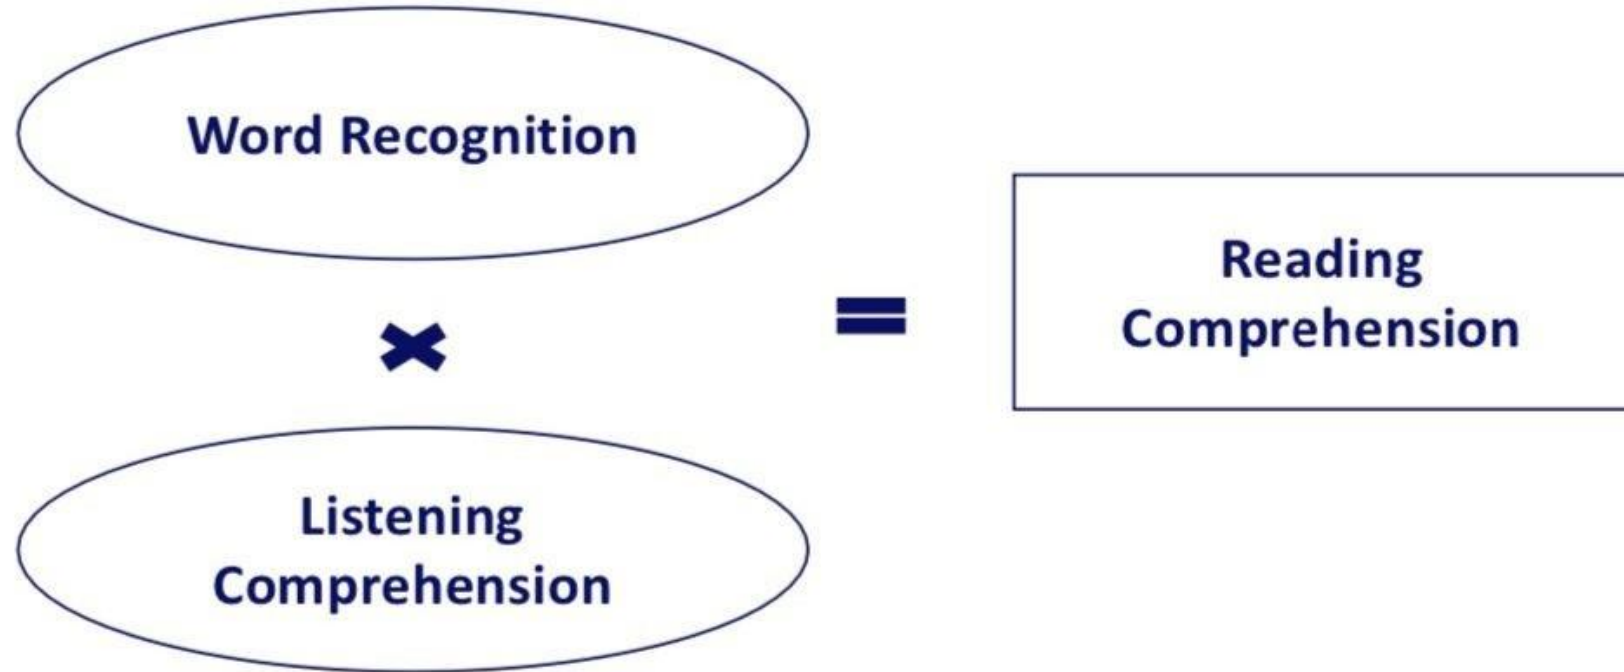 Word Recognition
×
Listening
Comprehension
=
Reading
Comprehension